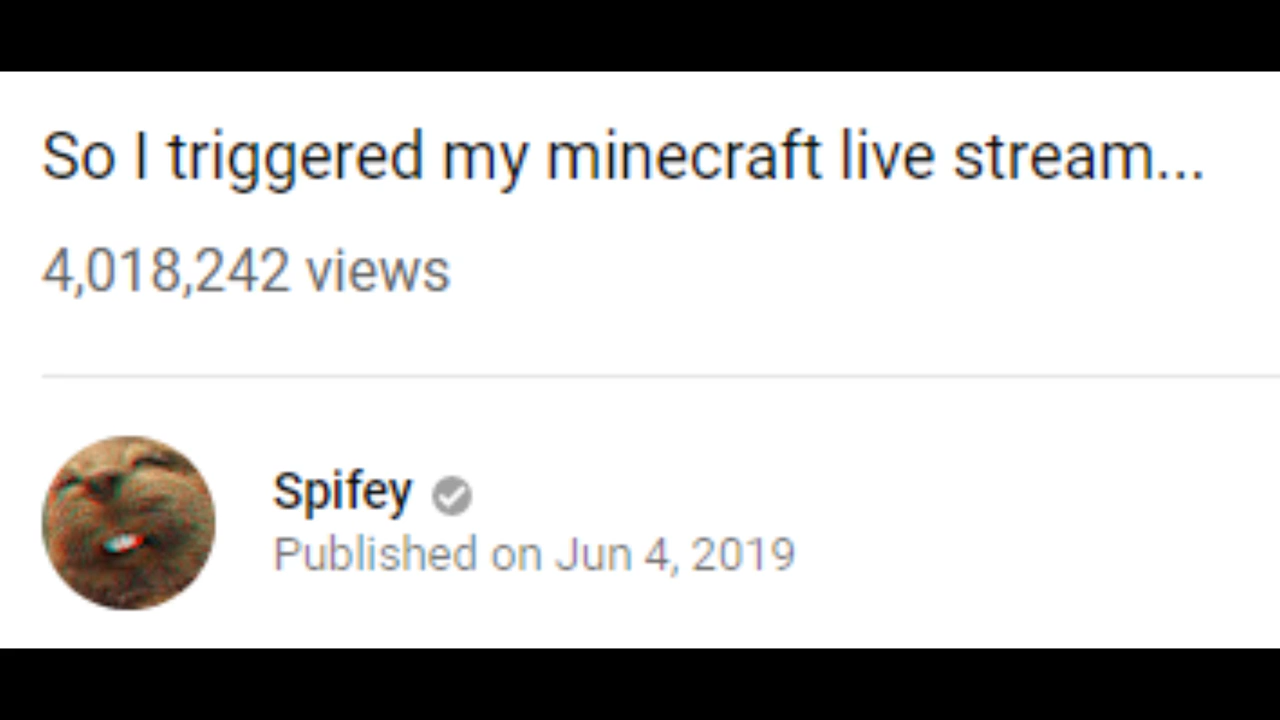 So I triggered my minecraft live stream...
4,018,242 views
Spifey
Published on Jun 4, 2019